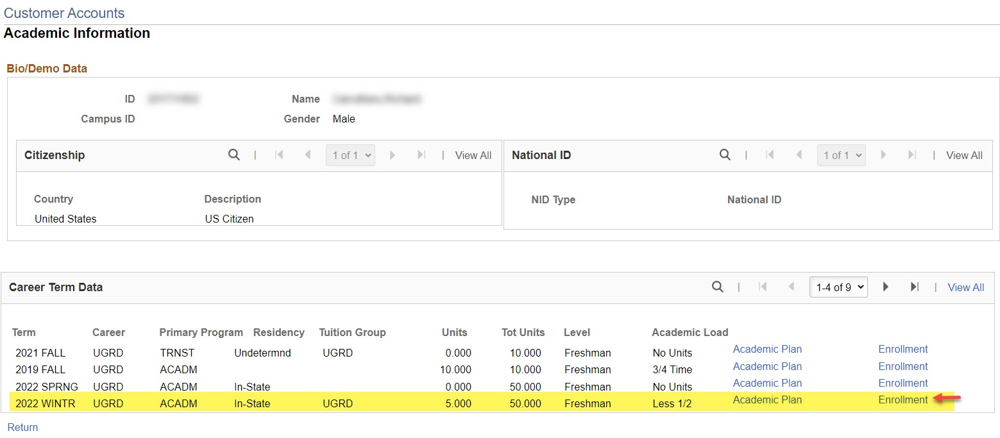 Customer Accounts
Academic Information
Bio/Demo Data
ID Name
Campus ID Gender Male
Citizenship | 1 of 1 | View All National ID | 1 of 1 | View All
Country Description NID Type National ID
United States US Citizen
Career Term Data | 1-4 of 9 | View All
Term Career Primary Program Residency Tuition Group Units Tot Units Level Academic Load
2021 FALL UGRD TRNST Undetermnd UGRD 0.000 10.000 Freshman No Units Academic Plan Enrollment
2019 FALL UGRD ACADM 10.000 10.000 Freshman 3/4 Time Academic Plan Enrollment
2022 SPRNG UGRD ACADM In-State 0.000 50.000 Freshman No Units Academic Plan Enrollment
2022 WINTR UGRD ACADM In-State UGRD 5.000 50.000 Freshman Less 1/2 Academic Plan Enrollment
Return